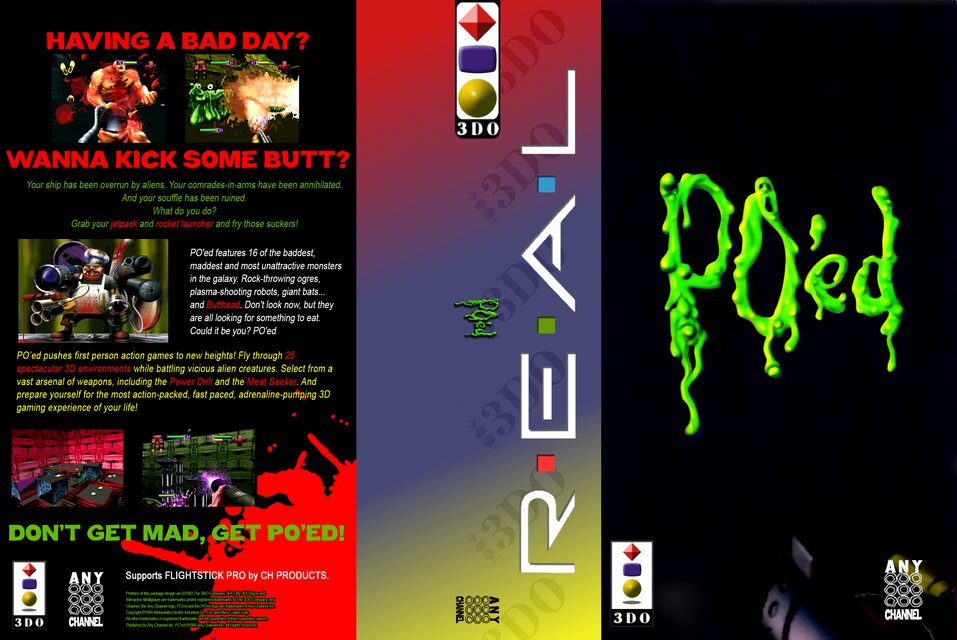 HAVING A BAD DAY?
WANNA KICK SOME BUTT?
Your ship has been overrun by aliens. Your comrades-in-arms have been annihilated.
And your souffle has been ruined.
What do you do?
Grab your jetpack and rocket launcher and fry those suckers!
PO'ed features 16 of the baddest,
maddest and most unattractive monsters
in the galaxy. Rock-throwing ogres,
plasma-shooting robots, giant bats...
and Butthead. Don't look now, but they
are all looking for something to eat.
Could it be you? PO'ed
PO'ed pushes first person action games to new heights! Fly through 25
spectacular 3D environments while battling vicious alien creatures. Select from a
vast arsenal of weapons, including the Power Drill and the Meat Seeker. And
prepare yourself for the most action-packed, fast paced, adrenaline-pumping 3D
gaming experience of your life!
DON'T GET MAD, GET PO'ED!
Supports FLIGHTSTICK PRO by CH PRODUCTS.
3DO
ANY
CHANNEL
3DO
R·E·A·L
PO'ed
ANY
CHANNEL
3DO
3DO
3DO
3DO
3DO
3DO
PO'ed
3DO
ANY
CHANNEL